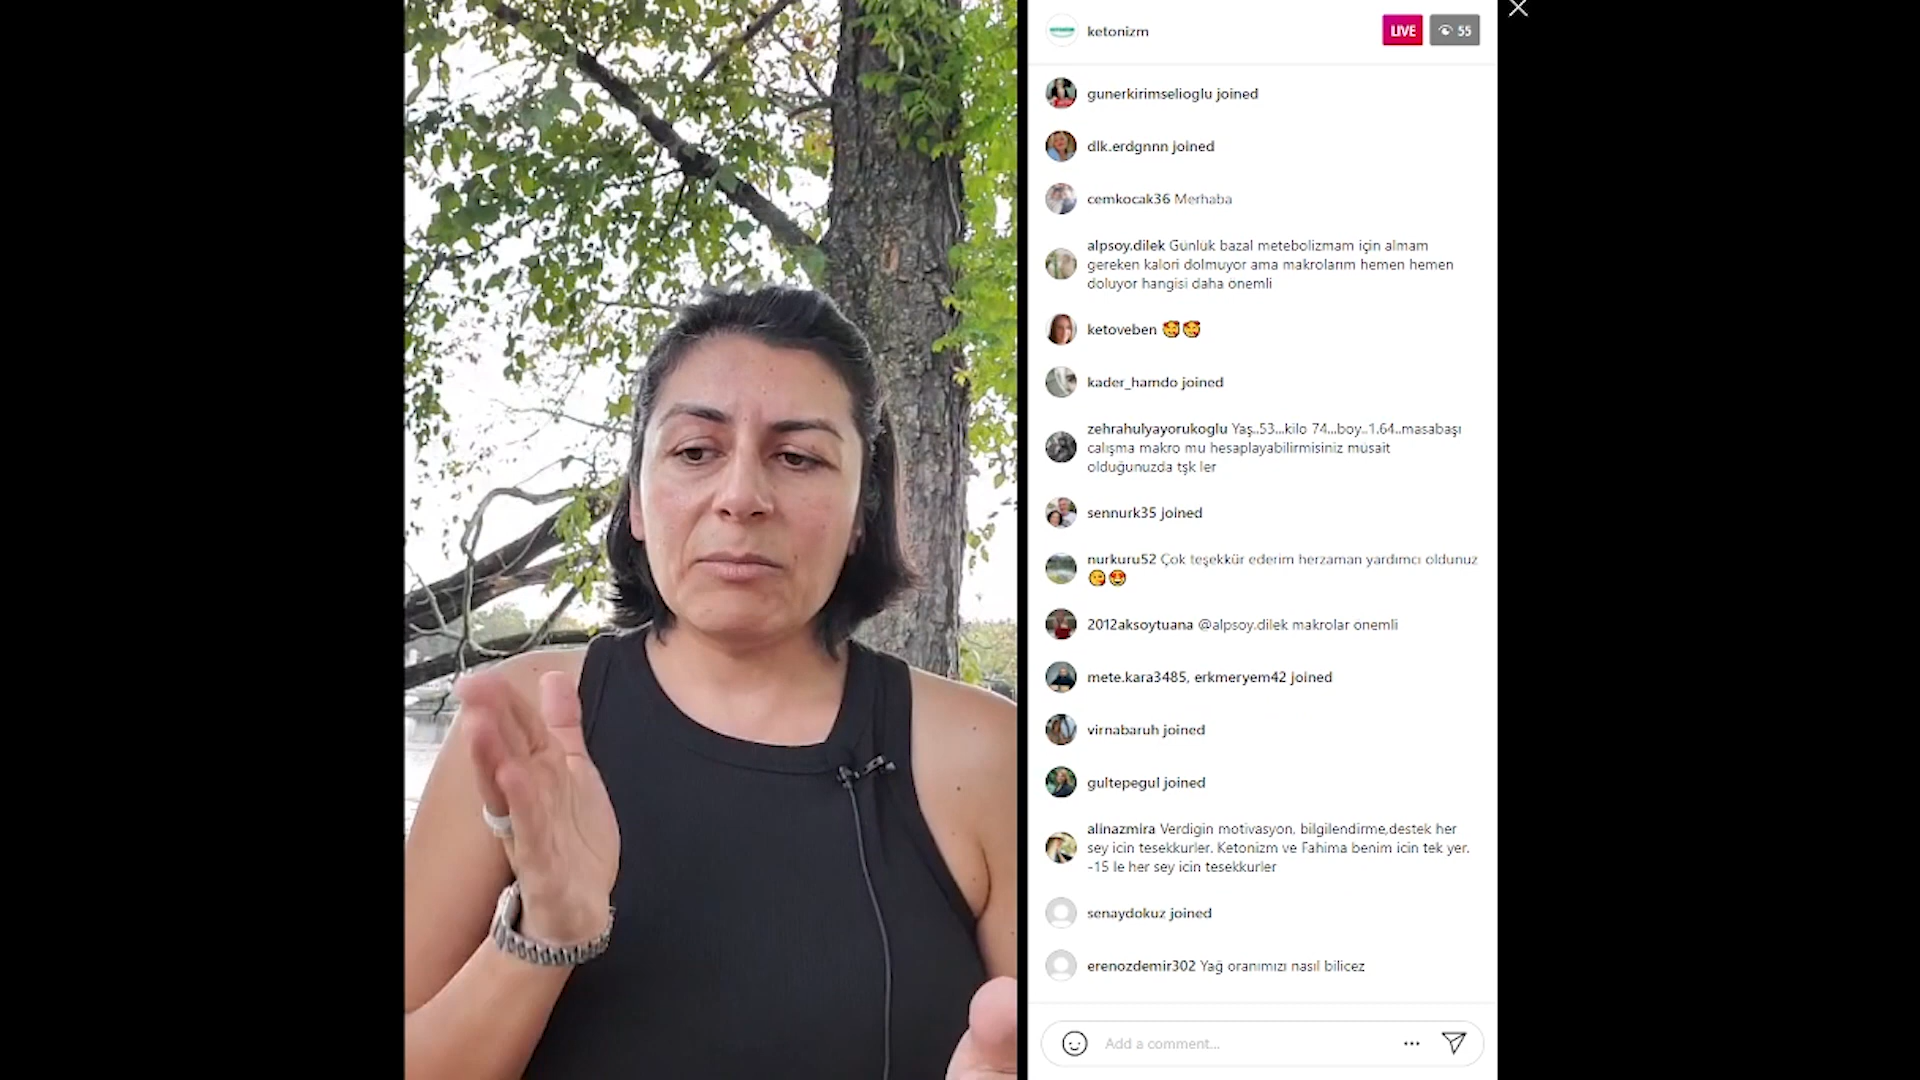 ketonizm
LIVE
55
gunerkirimselioglu joined
dlk.erdgnnn joined
cemkocak36 Merhaba
alpsoy.dilek Günlük bazal metebolizmam için almam
gereken kalori dolmuyor ama makrolarım hemen hemen
doluyor hangisi daha önemli
ketoveben 🥰🥰
kader_hamdo joined
zehrahulyayorukoglu Yaş..53...kilo 74...boy..1.64..masabaşı
calışma makro mu hesaplayabilirmisiniz müsait
olduğunuzda tşk ler
sennurk35 joined
nurkuru52 Çok teşekkür ederim herzaman yardımcı oldunuz
😘😍
2012aksoytuana @alpsoy.dilek makrolar önemli
mete.kara3485, erkmeryem42 joined
virnabaruh joined
gultepegul joined
alinazmira Verdigin motivasyon, bilgilendirme,destek her
sey icin tesekkurler. Ketonizm ve Fahima benim icin tek yer.
-15 le her sey icin tesekkurler
senaydokuz joined
erenozdemir302 Yağ oranımızı nasıl bilicez
Add a comment...